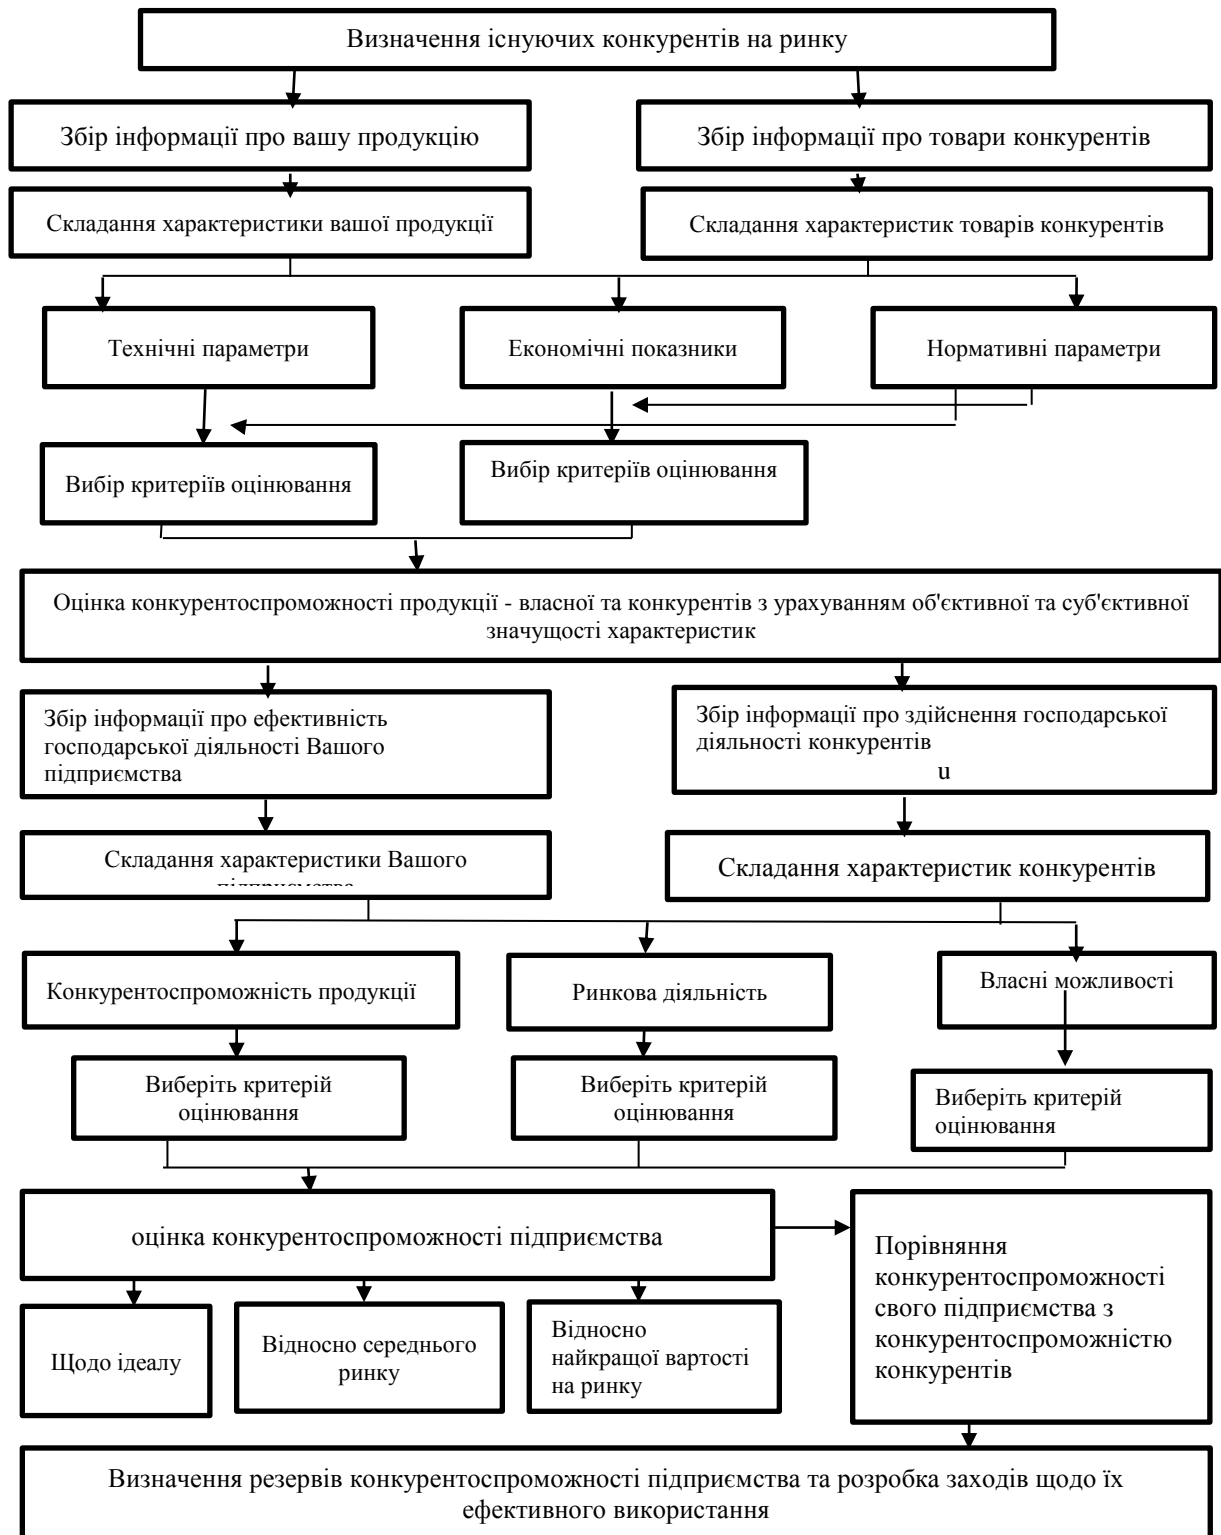 Визначення існуючих конкурентів на ринку
Збір інформації про вашу продукцію
Збір інформації про товари конкурентів
Складання характеристики вашої продукції
Складання характеристик товарів конкурентів
Технічні параметри
Економічні показники
Нормативні параметри
Вибір критеріїв оцінювання
Вибір критеріїв оцінювання
Оцінка конкурентоспроможності продукції - власної та конкурентів з урахуванням об'єктивної та суб'єктивної
значущості характеристик
Збір інформації про ефективність
господарської діяльності Вашого
підприємства
Збір інформації про здійснення господарської
діяльності конкурентів
u
Складання характеристики Вашого
підприємства
Складання характеристик конкурентів
Конкурентоспроможність продукції
Ринкова діяльність
Власні можливості
Виберіть критерій
оцінювання
Виберіть критерій
оцінювання
Виберіть критерій
оцінювання
оцінка конкурентоспроможності підприємства
Порівняння
конкурентоспроможності
свого підприємства з
конкурентоспроможністю
конкурентів
Щодо ідеалу
Відносно середнього
ринку
Відносно
найкращої вартості
на ринку
Визначення резервів конкурентоспроможності підприємства та розробка заходів щодо їх
ефективного використання